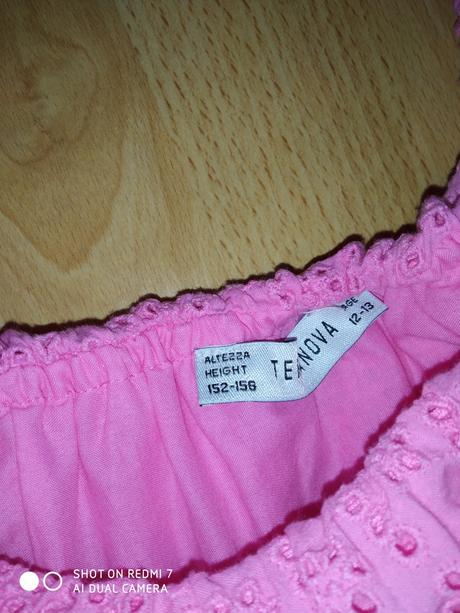 ALTEZZA
HEIGHT
152-156
TE NOVA
AGE
12-13
SHOT ON REDMI 7
AI DUAL CAMERA